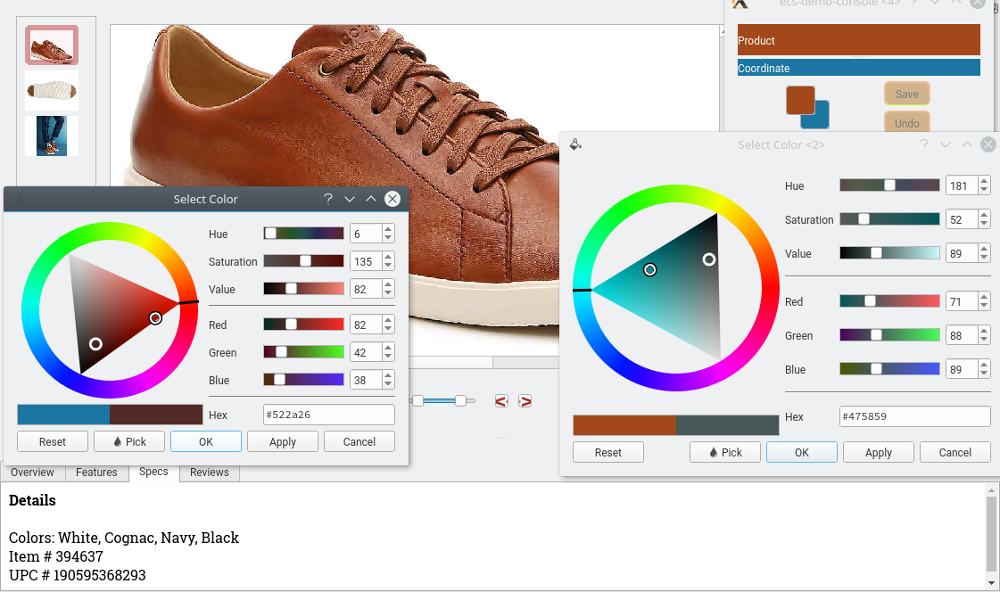 ecs-demo-console <4>
Product
Coordinate
Save
Undo
Select Color <2>
Hue 181
Saturation 52
Value 89
Red 71
Green 88
Blue 89
Hex #475859
Reset Pick OK Apply Cancel
Select Color
Hue 6
Saturation 135
Value 82
Red 82
Green 42
Blue 38
Hex #522a26
Reset Pick OK Apply Cancel
Overview Features Specs Reviews
Details
Colors: White, Cognac, Navy, Black
Item # 394637
UPC # 190595368293